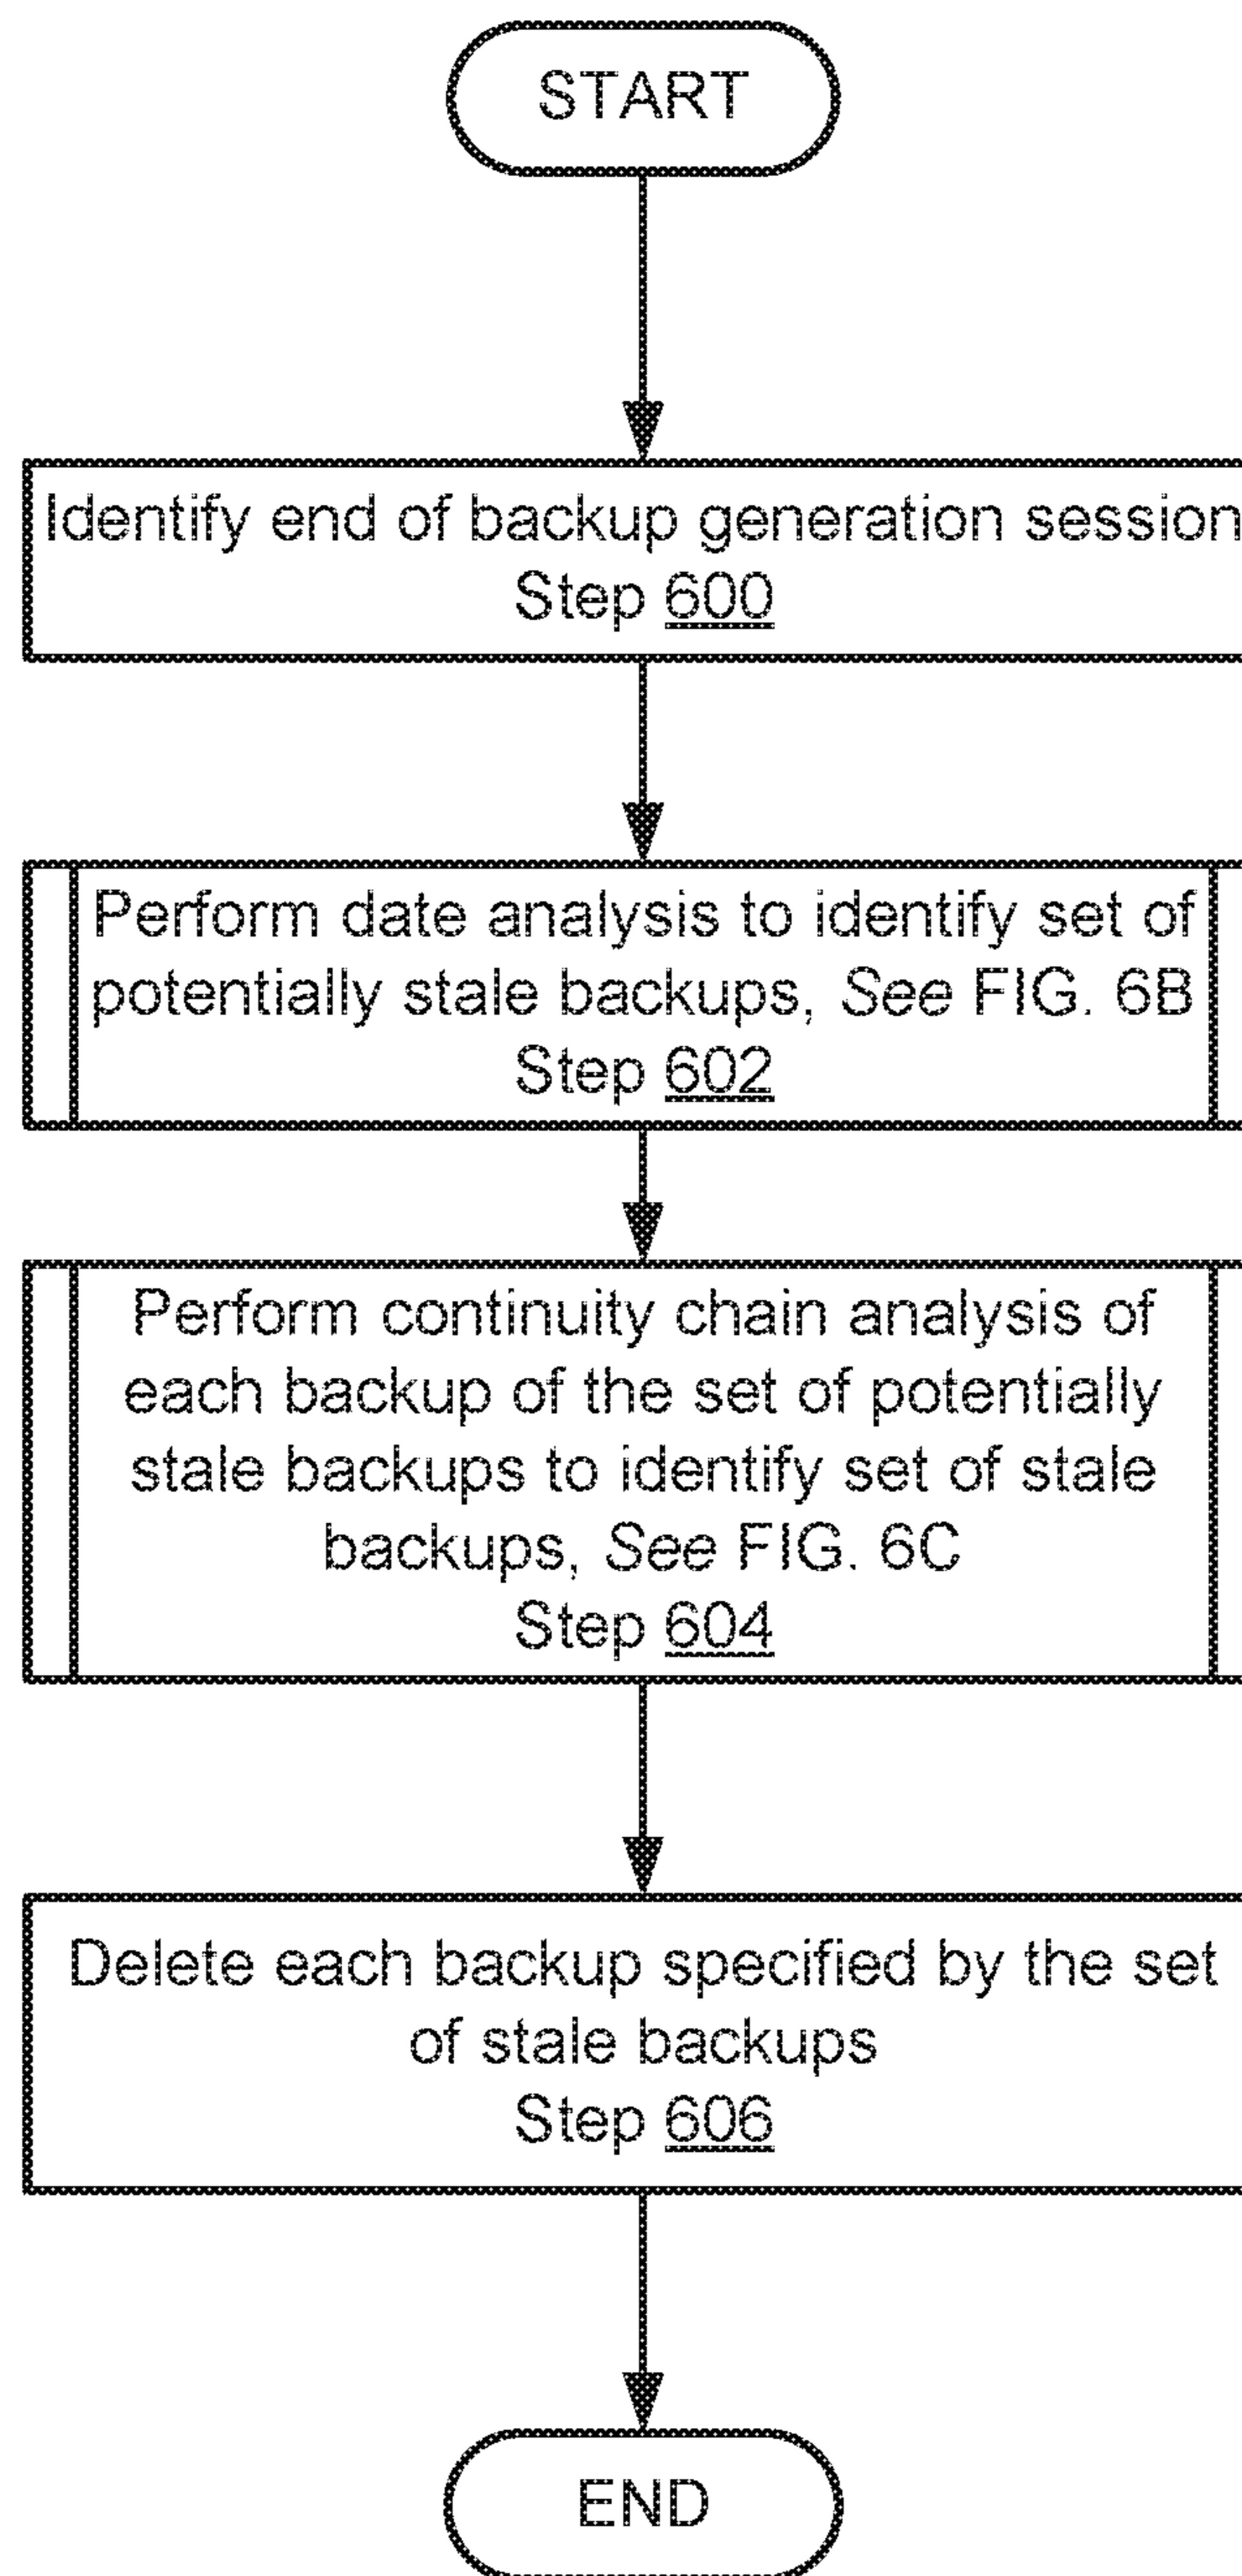 START
Identify end of backup generation session
Step 600
Perform date analysis to identify set of
potentially stale backups, See FIG. 6B
Step 602
Perform continuity chain analysis of
each backup of the set of potentially
stale backups to identify set of stale
backups, See FIG. 6C
Step 604
Delete each backup specified by the set
of stale backups
Step 606
END